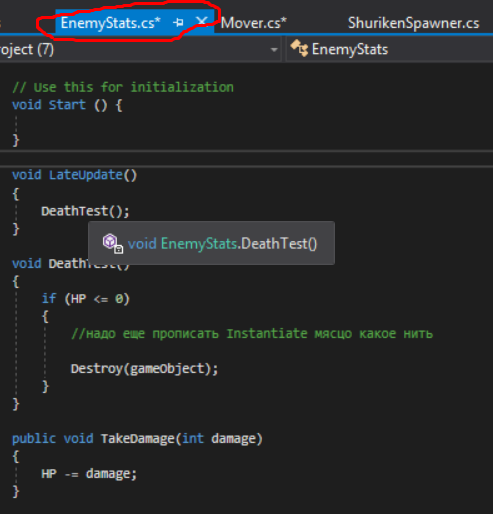 EnemyStats.cs* Mover.cs* ShurikenSpawner.cs
roject (7) EnemyStats
// Use this for initialization
void Start () {
}
void LateUpdate()
{
DeathTest();
}
void EnemyStats.DeathTest()
void DeathTest()
{
if (HP <= 0)
{
//надо еще прописать Instantiate мясцо какое нить
Destroy(gameObject);
}
}
public void TakeDamage(int damage)
{
HP -= damage;
}